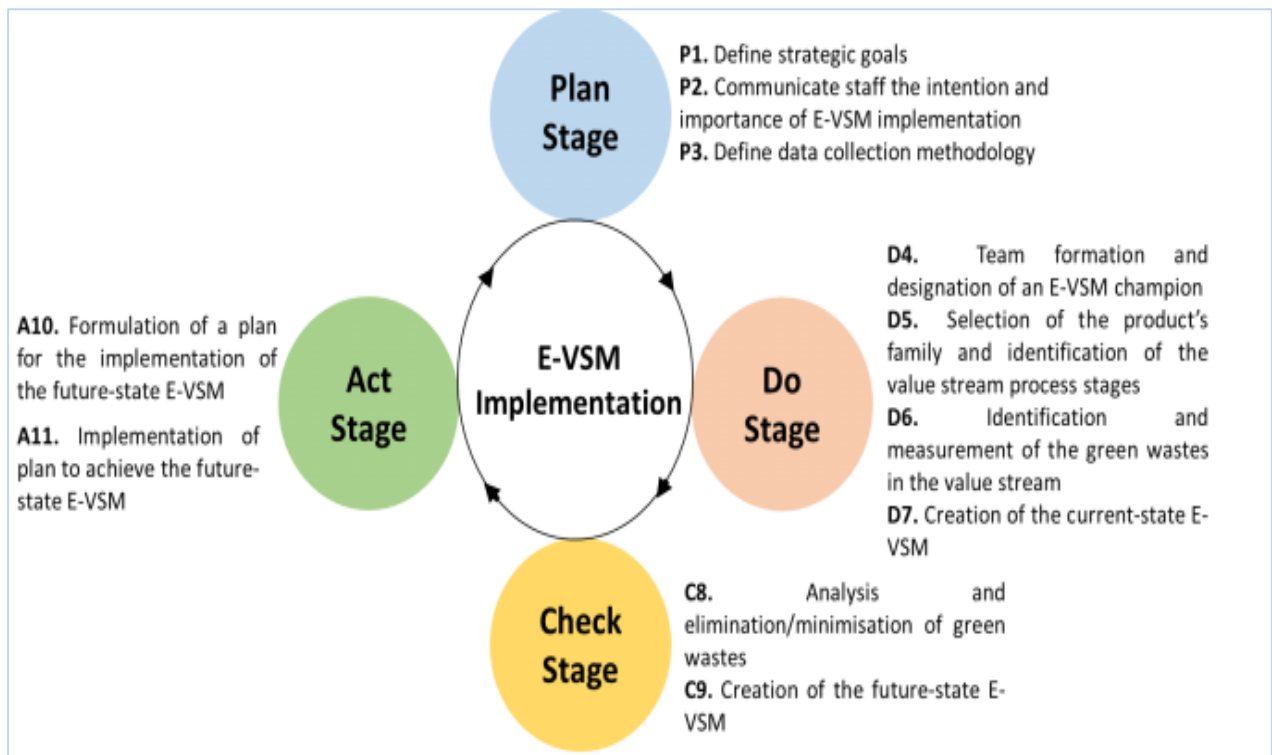 Plan
Stage
P1. Define strategic goals
P2. Communicate staff the intention and
importance of E-VSM implementation
P3. Define data collection methodology
D4. Team formation and
designation of an E-VSM champion
D5. Selection of the product's
family and identification of the
value stream process stages
D6. Identification and
measurement of the green wastes
in the value stream
D7. Creation of the current-state E-
VSM
Do
Stage
E-VSM
Implementation
Act
Stage
A10. Formulation of a plan
for the implementation of
the future-state E-VSM
A11. Implementation of
plan to achieve the future-
state E-VSM
Check
Stage
C8. Analysis and
elimination/minimisation of green
wastes
C9. Creation of the future-state E-
VSM